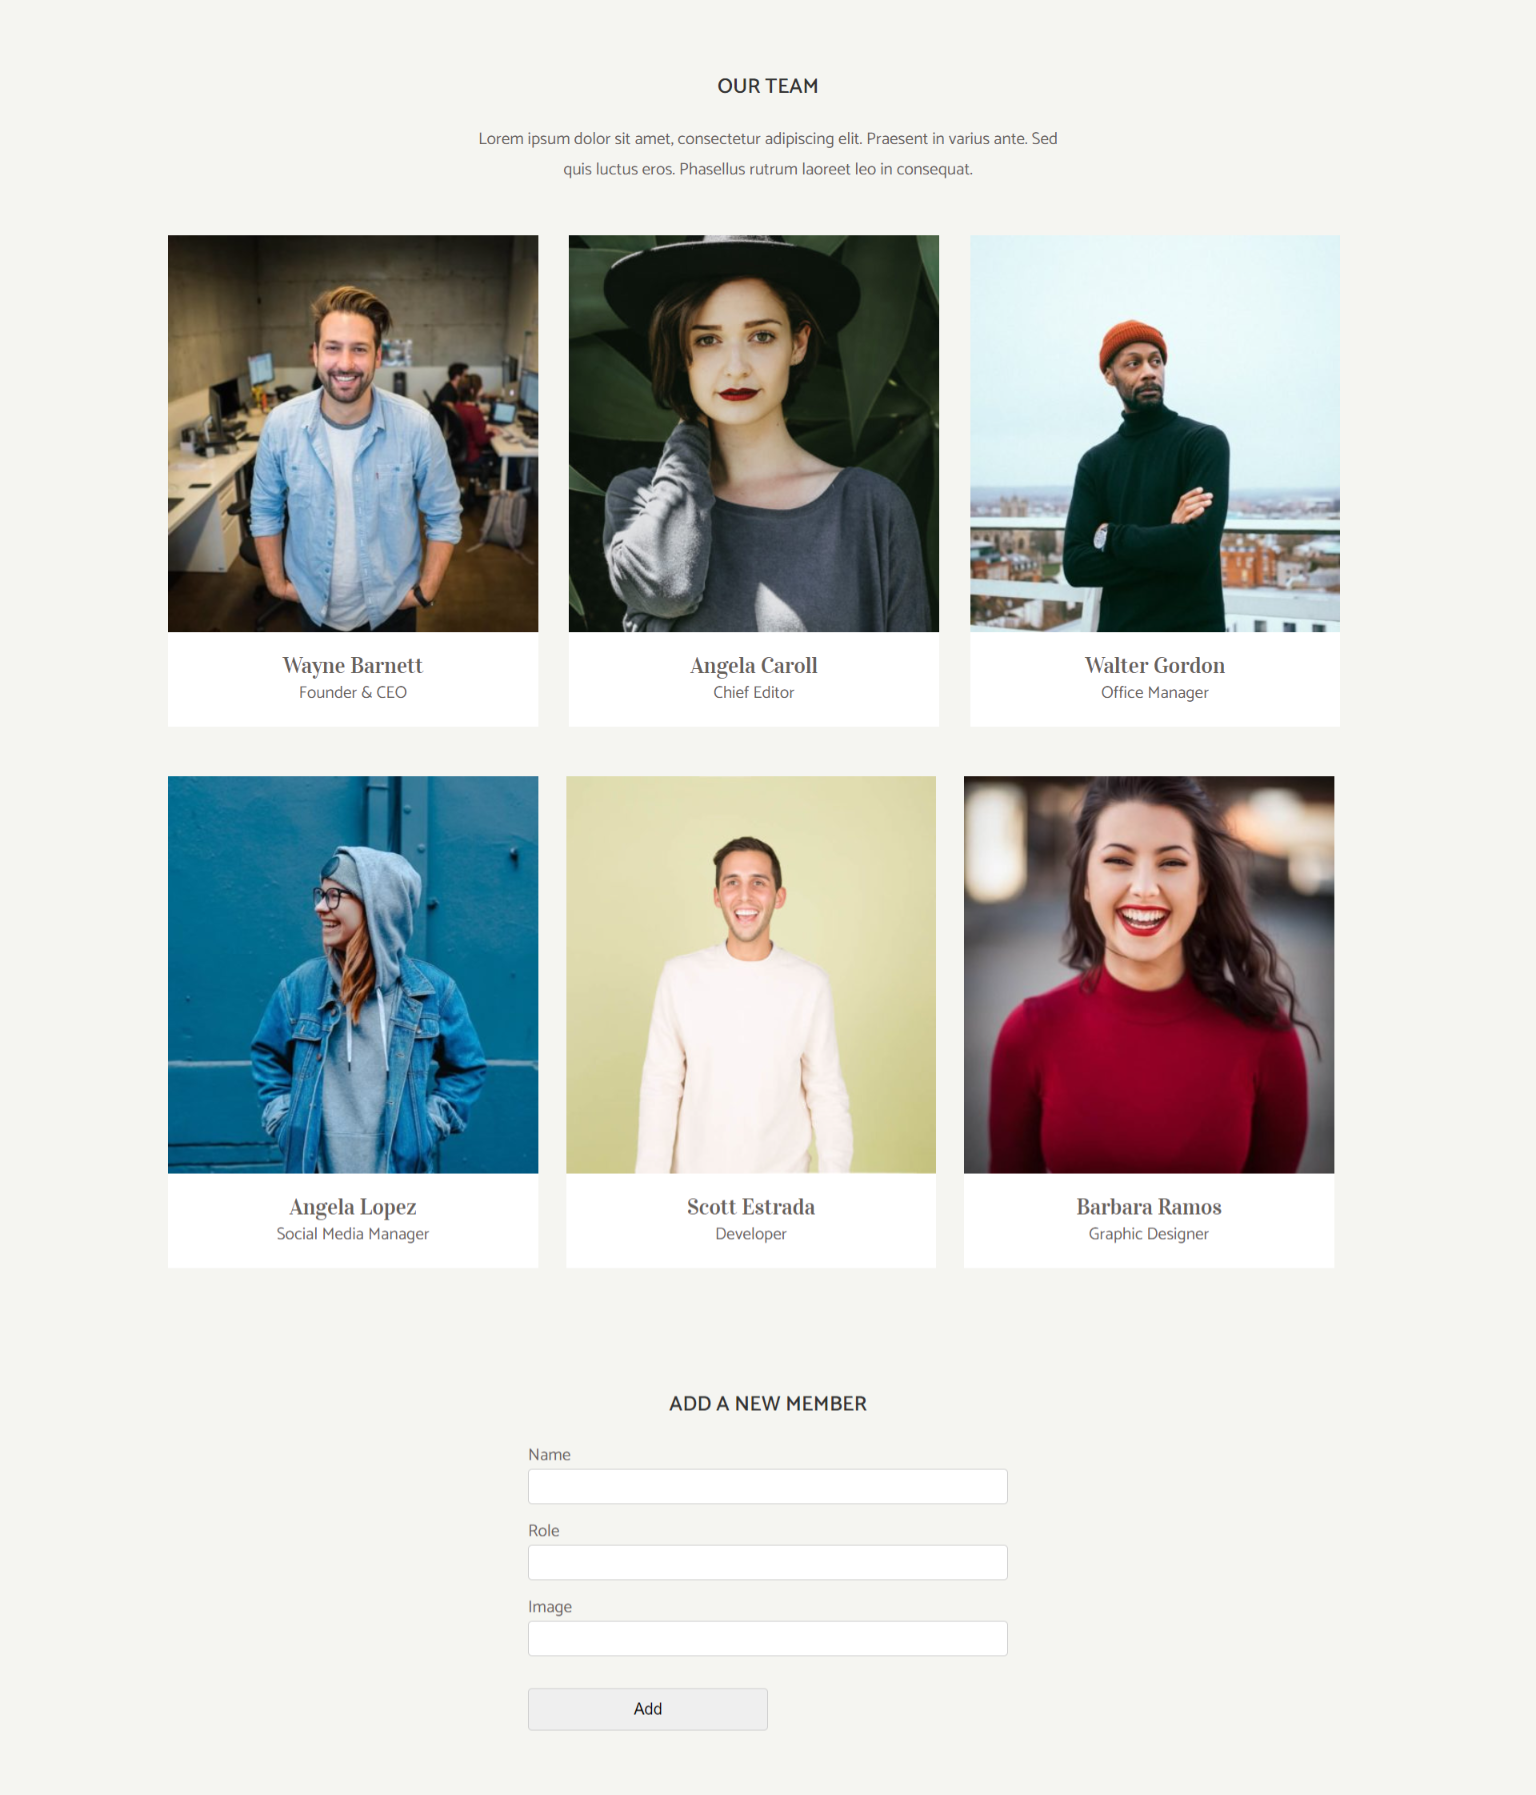 OUR TEAM
Lorem ipsum dolor sit amet, consectetur adipiscing elit. Praesent in varius ante. Sed
quis luctus eros. Phasellus rutrum laoreet leo in consequat.
Wayne Barnett
Founder & CEO
Angela Caroll
Chief Editor
Walter Gordon
Office Manager
Angela Lopez
Social Media Manager
Scott Estrada
Developer
Barbara Ramos
Graphic Designer
ADD A NEW MEMBER
Name
Role
Image
Add